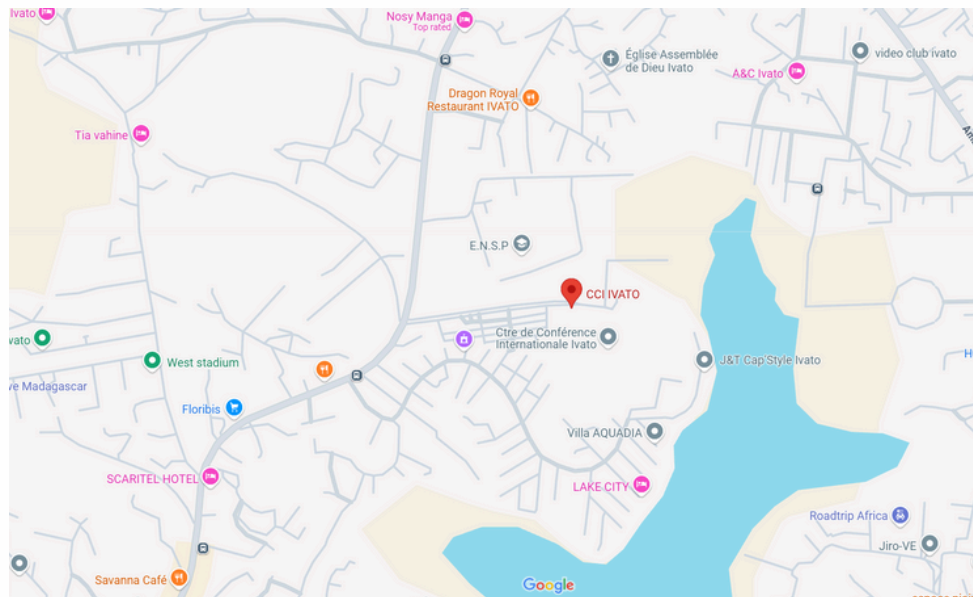 Ivato
Nosy Manga
Top rated
Église Assemblée
de Dieu Ivato
video club ivato
A&C Ivato
Dragon Royal
Restaurant IVATO
Tia vahine
E.N.S.P
CCI IVATO
Ctre de Conférence
Internationale Ivato
vato
West stadium
J&T Cap Style Ivato
ve Madagascar
Floribis
Villa AQUADIA
SCARITEL HOTEL
LAKE CITY
Roadtrip Africa
Jiro-VE
Savanna Café
Google